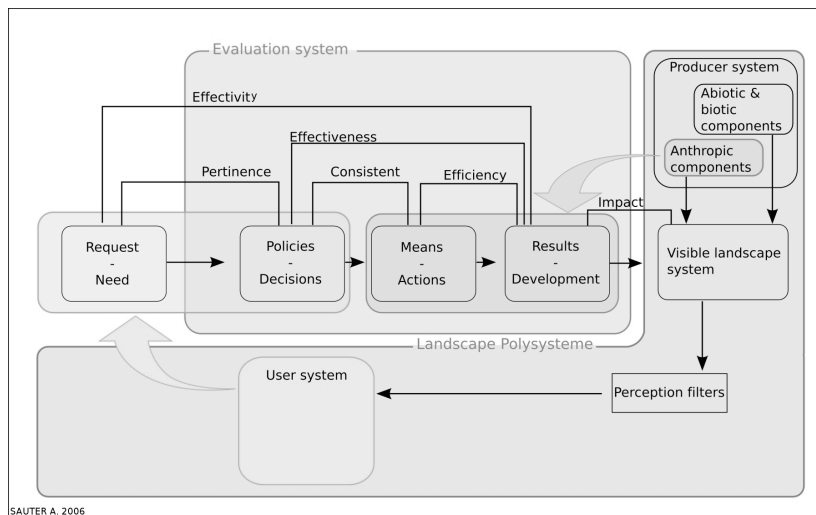 Evaluation system
Producer system
Abiotic &
biotic
components
Anthropic
components
Effectivity
Effectiveness
Pertinence
Consistent
Efficiency
Impact
Request
-
Need
Policies
-
Decisions
Means
-
Actions
Results
-
Development
Visible landscape
system
Landscape Polysysteme
User system
Perception filters
SAUTER A. 2006